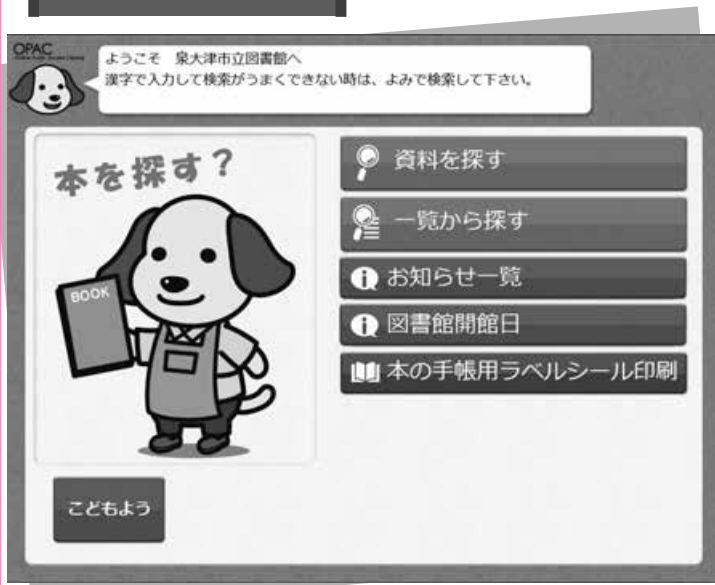 OPAC
ようこそ 泉大津市立図書館へ
漢字で入力して検索がうまくできない時は、よみで検索して下さい。
本を探す?
BOOK
資料を探す
一覧から探す
お知らせ一覧
図書館開館日
本の手帳用ラベルシール印刷
こどもよう